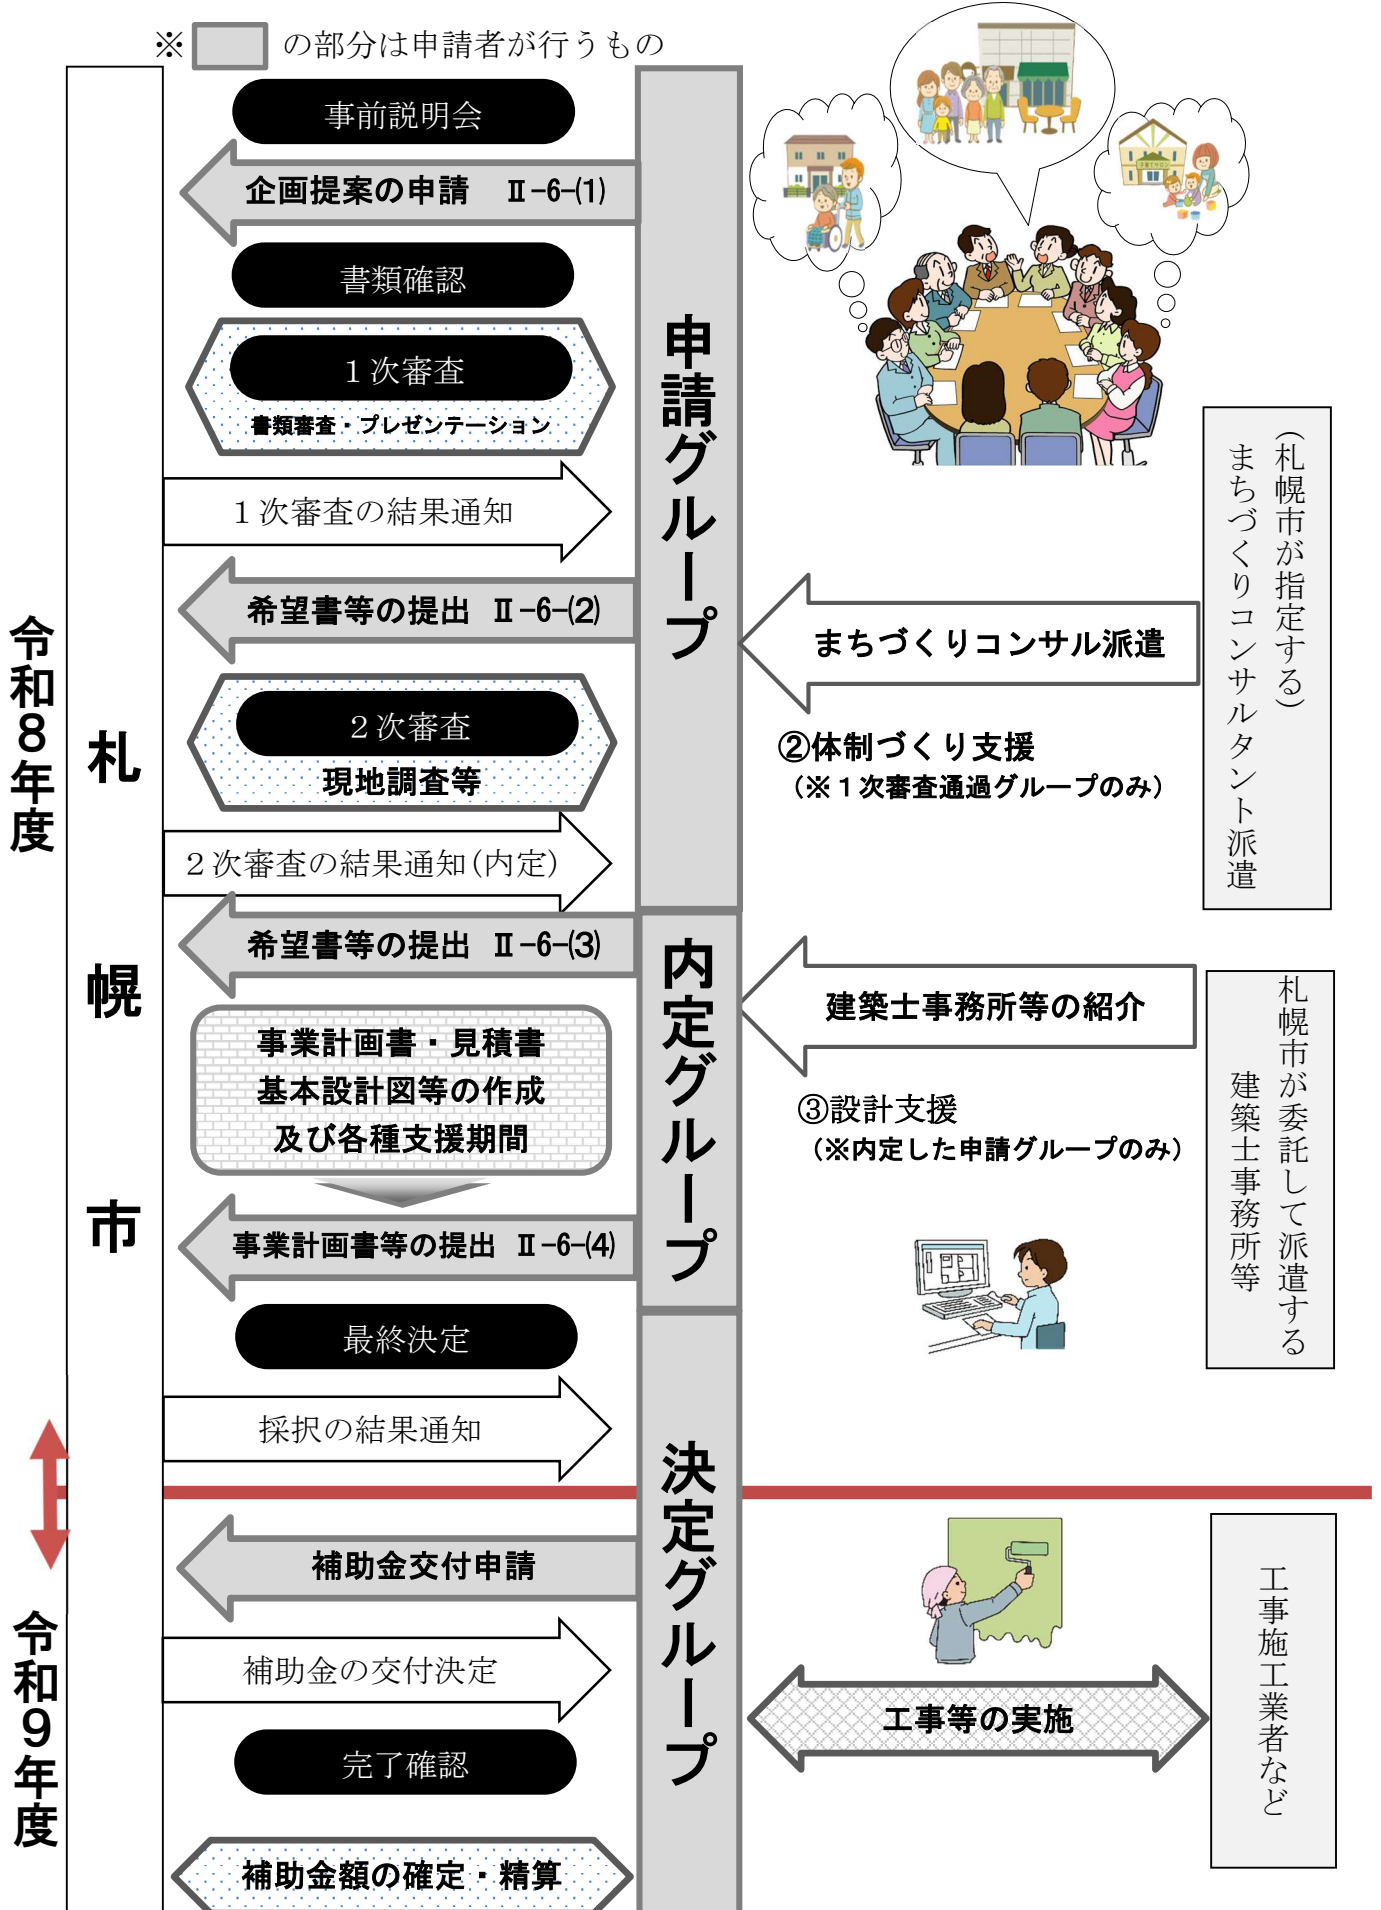 ※　　の部分は申請者が行うもの
事前説明会
企画提案の申請　Ⅱ-6-(1)
書類確認
１次審査
書類審査・プレゼンテーション
１次審査の結果通知
希望書等の提出　Ⅱ-6-(2)
２次審査
現地調査等
２次審査の結果通知(内定)
希望書等の提出　Ⅱ-6-(3)
事業計画書・見積書
基本設計図等の作成
及び各種支援期間
事業計画書等の提出　Ⅱ-6-(4)
最終決定
採択の結果通知
補助金交付申請
補助金の交付決定
完了確認
補助金額の確定・精算
令和8年度
令和9年度
札幌市
申請グループ
内定グループ
決定グループ
子育てサロン
まちづくりコンサル派遣
②体制づくり支援
（※１次審査通過グループのみ）
（札幌市が指定する）
まちづくりコンサルタント派遣
建築士事務所等の紹介
③設計支援
（※内定した申請グループのみ）
札幌市が委託して派遣する
建築士事務所等
工事等の実施
工事施工業者など